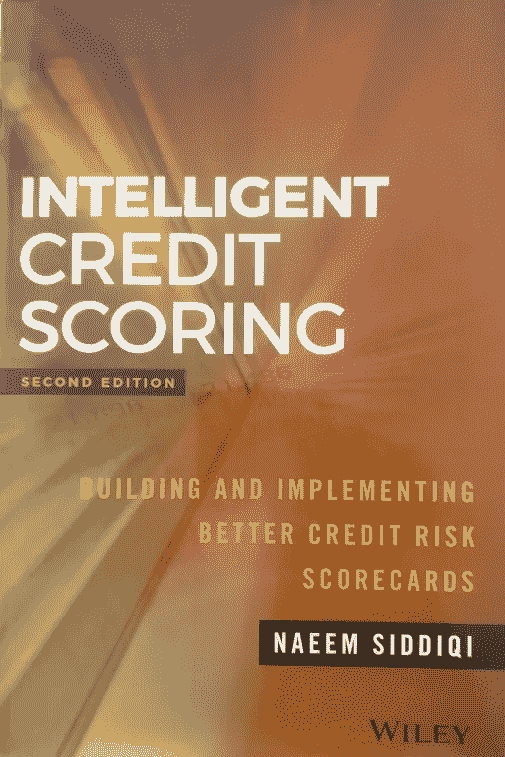 INTELLIGENT
CREDIT
SCORING
SECOND EDITION
BUILDING AND IMPLEMENTING
BETTER CREDIT RISK
SCORECARDS
NAEEM SIDDIQI
WILEY